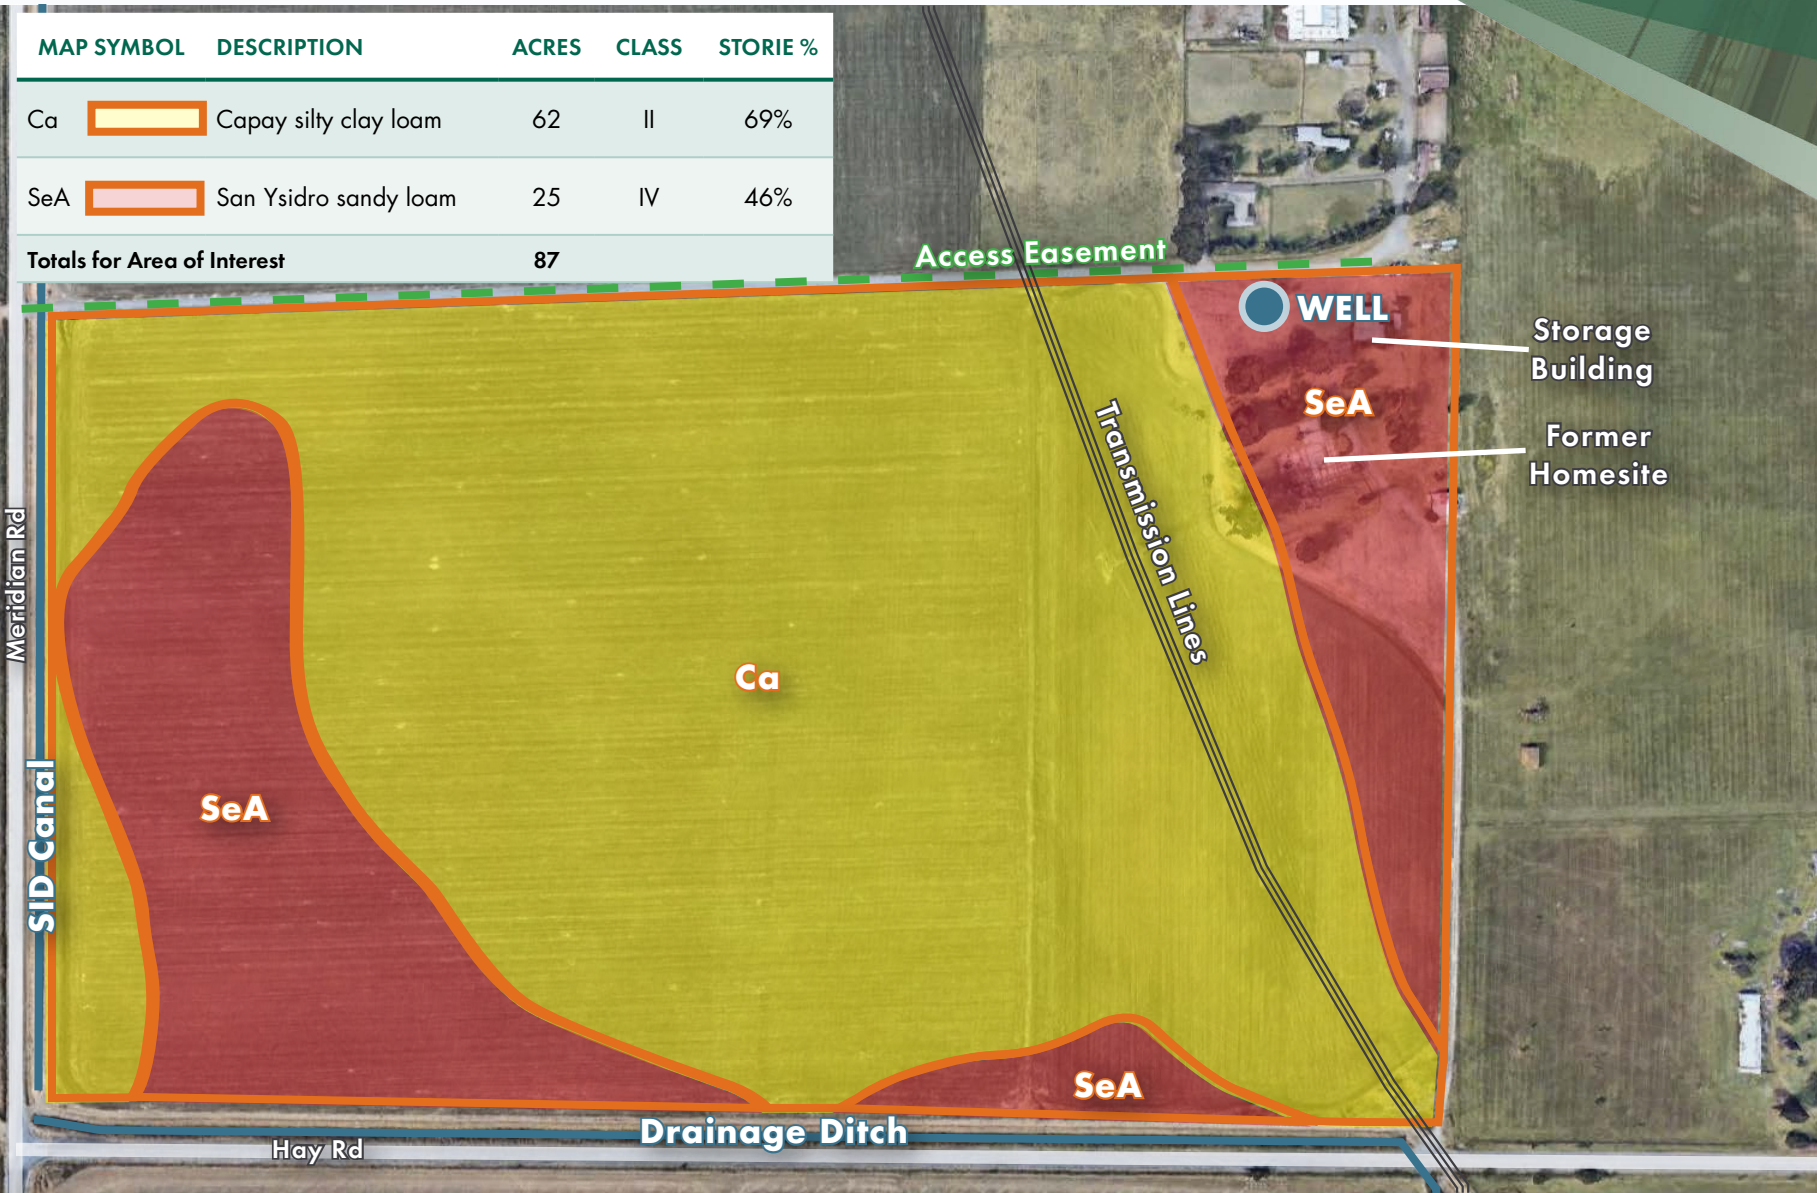 MAP SYMBOL DESCRIPTION ACRES CLASS STORIE %
Ca Capay silty clay loam 62 II 69%
SeA San Ysidro sandy loam 25 IV 46%
Totals for Area of Interest 87
Access Easement
WELL
Storage
Building
SeA
Former
Homesite
Transmission Lines
Meridian Rd
Ca
SeA
SID Canal
SeA
Drainage Ditch
Hay Rd